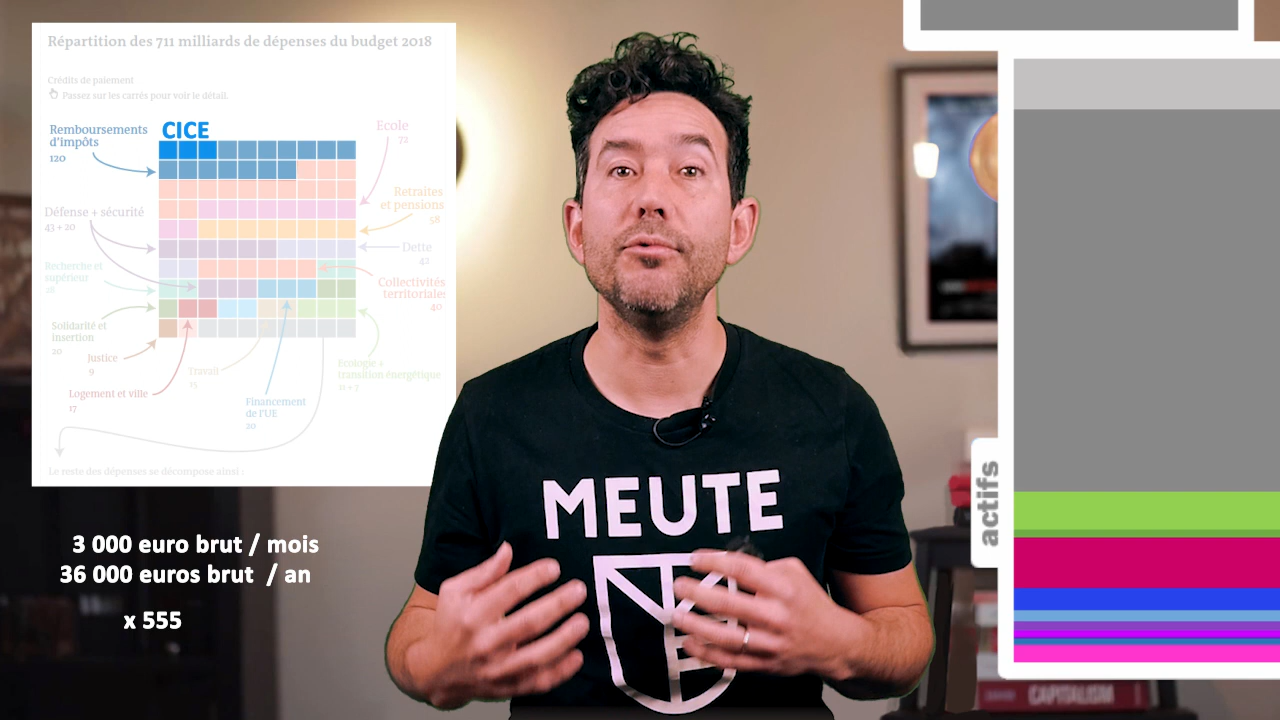 Répartition des 711 milliards de dépenses du budget 2018
Crédits de paiement
Passez sur les carrés pour voir le détail.
CICE
Remboursements
d'impôts
120
Ecole
72
Retraites
et pensions
58
Défense + sécurité
43 + 20
Dette
42
Recherche et
supérieur
28
Collectivités
territoriales
40
Solidarité et
insertion
20
Justice
9
Travail
15
Ecologie +
transition énergétique
11 + 7
Logement et ville
17
Financement
de l'UE
20
Le reste des dépenses se décompose ainsi :
3 000 euro brut / mois
36 000 euros brut / an
x 555
MEUTE
actifs
CAPITALISM